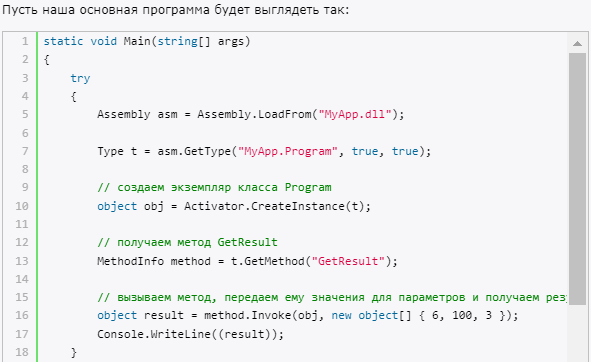 Пусть наша основная программа будет выглядеть так:
1 static void Main(string[] args)
2 {
3     try
4     {
5         Assembly asm = Assembly.LoadFrom("MyApp.dll");
6
7         Type t = asm.GetType("MyApp.Program", true, true);
8
9         // создаем экземпляр класса Program
10         object obj = Activator.CreateInstance(t);
11
12         // получаем метод GetResult
13         MethodInfo method = t.GetMethod("GetResult");
14
15         // вызываем метод, передаем ему значения для параметров и получаем
16         object result = method.Invoke(obj, new object[] { 6, 100, 3 });
17         Console.WriteLine((result));
18     }